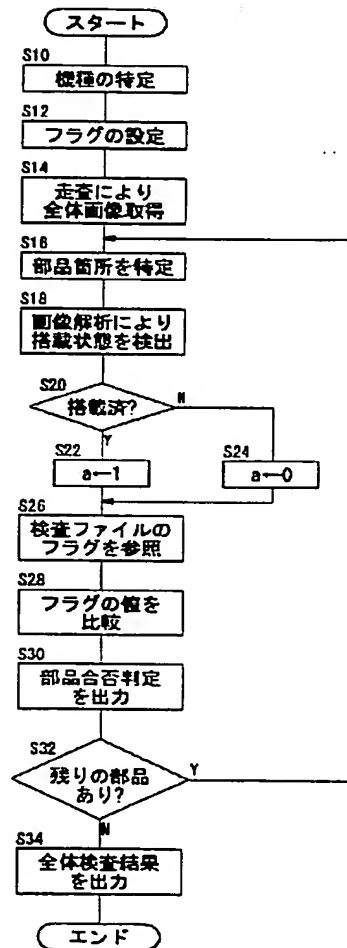 スタート
S10
機種の特定
S12
フラグの設定
S14
走査により
全体画像取得
S16
部品箇所を特定
S18
画像解析により
搭載状態を検出
S20
搭載済?
N
Y
S22
a←1
S24
a←0
S26
検査ファイルの
フラグを参照
S28
フラグの値を
比較
S30
部品合否判定
を出力
S32
残りの部品
あり?
Y
N
S34
全体検査結果
を出力
エンド